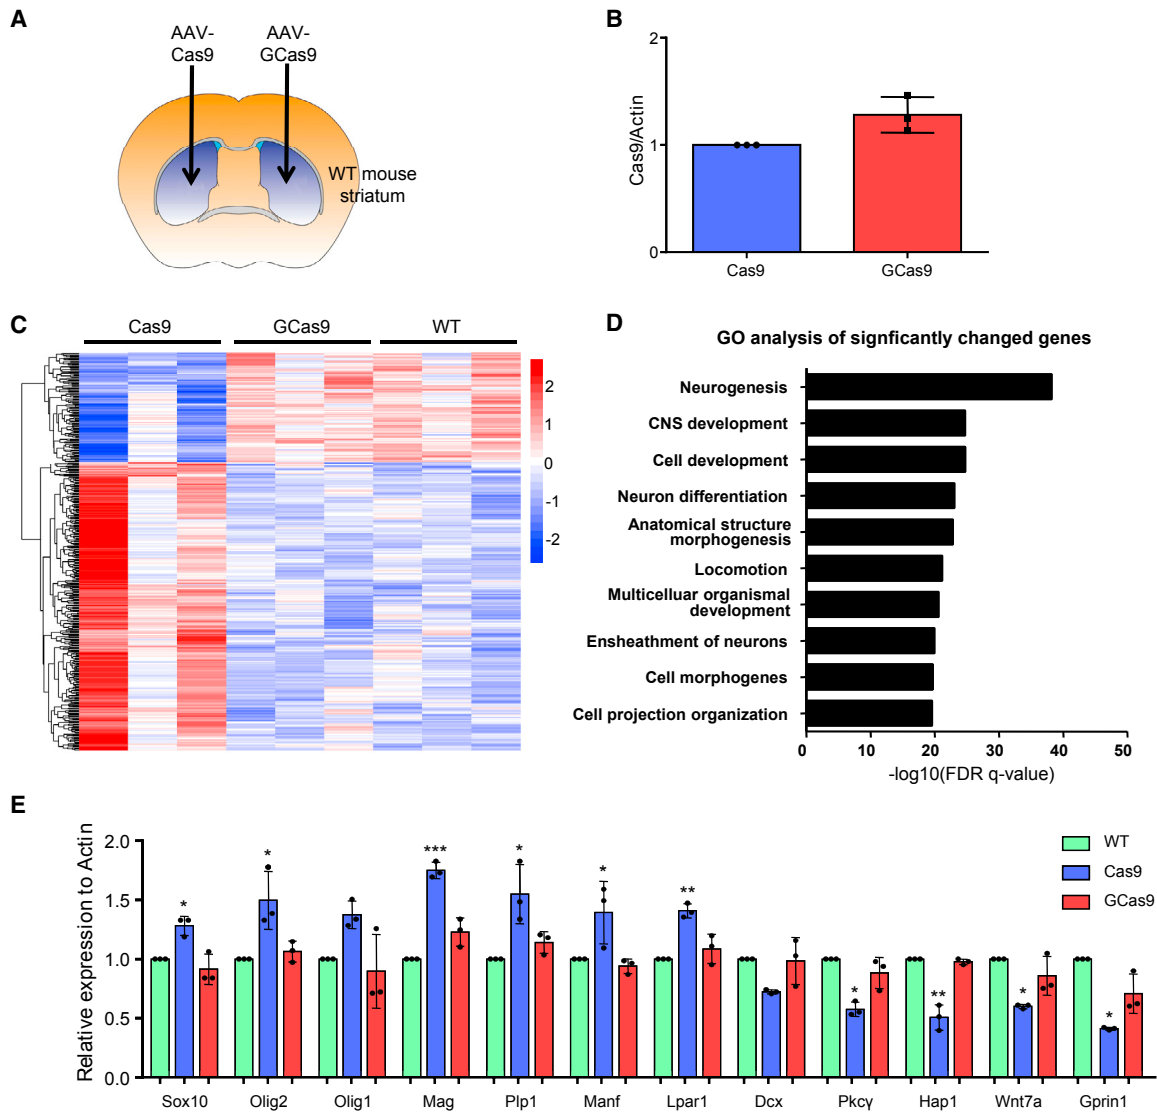 A
AAV-
Cas9
AAV-
GCas9
WT mouse
striatum
B
2
1
0
Cas9/Actin
Cas9
GCas9
C
Cas9
GCas9
WT
2
1
0
-1
-2
D
GO analysis of signficantly changed genes
Neurogenesis
CNS development
Cell development
Neuron differentiation
Anatomical structure
morphogenesis
Locomotion
Multicelluar organismal
development
Ensheathment of neurons
Cell morphogenes
Cell projection organization
0 10 20 30 40 50
-log10(FDR q-value)
E
Relative expression to Actin
2.0
1.5
1.0
0.5
0.0
* * *** * * ** * ** * *
WT
Cas9
GCas9
Sox10 Olig2 Olig1 Mag Plp1 Manf Lpar1 Dcx Pkcγ Hap1 Wnt7a Gprin1